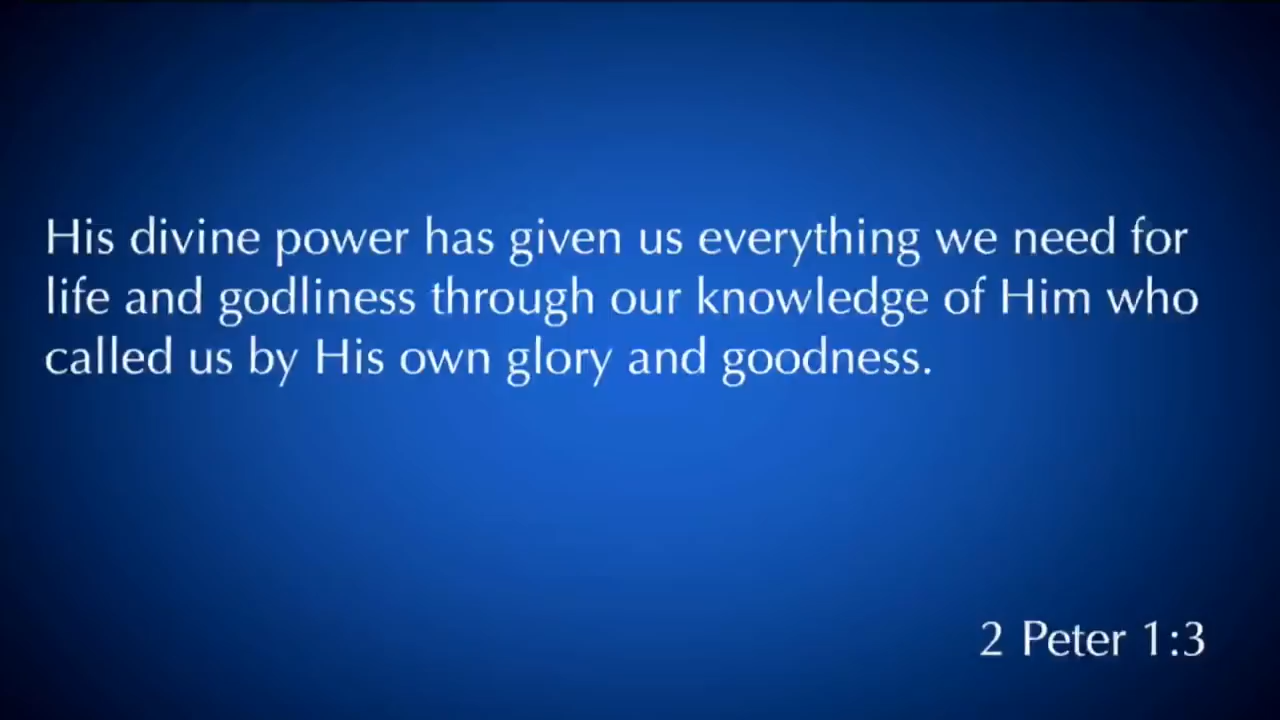 His divine power has given us everything we need for
life and godliness through our knowledge of Him who
called us by His own glory and goodness.
2 Peter 1:3